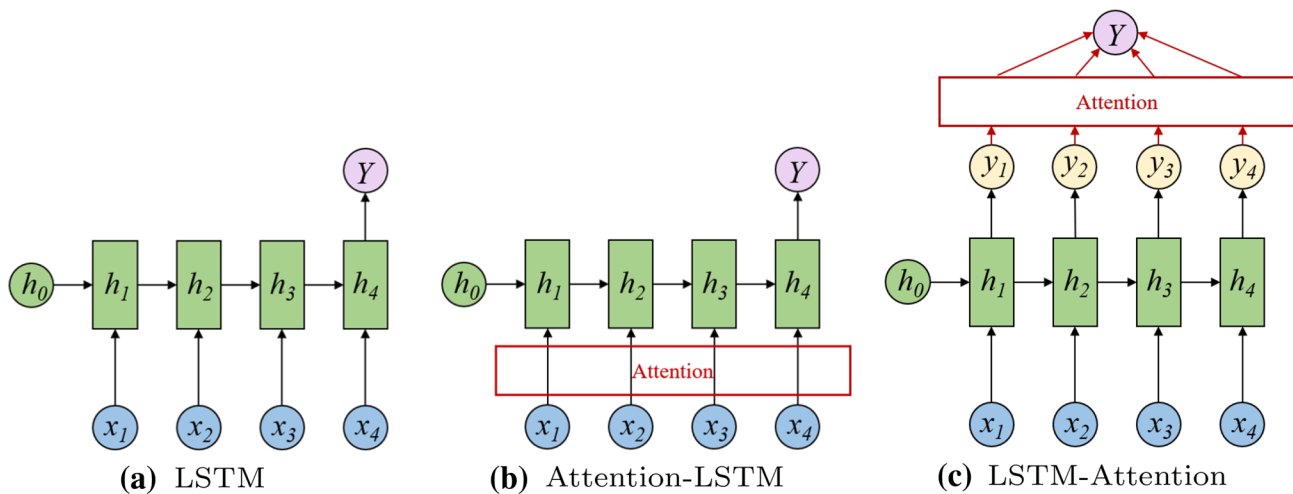 Y
h0 h1 h2 h3 h4
x1 x2 x3 x4
(a) LSTM
Y
h0 h1 h2 h3 h4
Attention
x1 x2 x3 x4
(b) Attention-LSTM
Y
Attention
y1 y2 y3 y4
h0 h1 h2 h3 h4
x1 x2 x3 x4
(c) LSTM-Attention